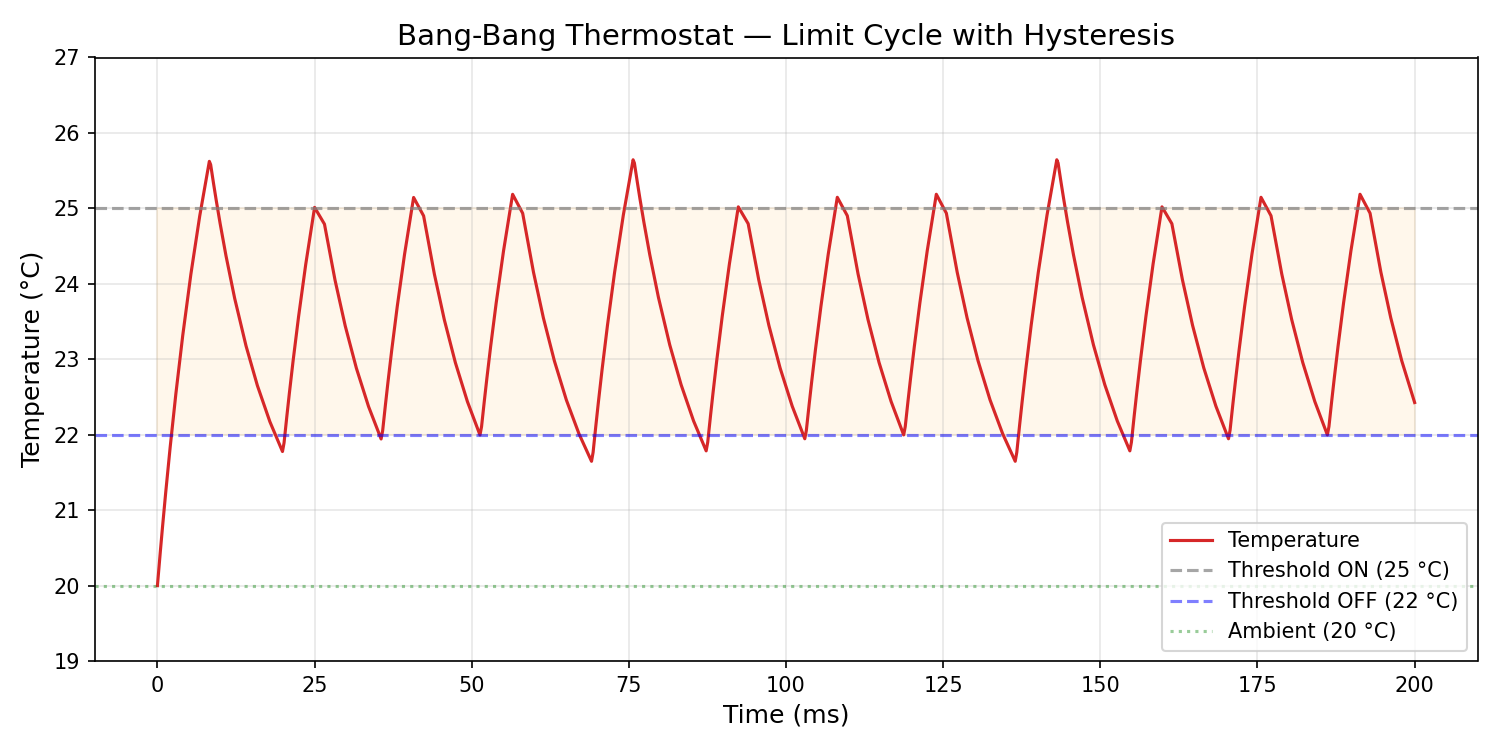 Bang-Bang Thermostat — Limit Cycle with Hysteresis
27
26
25
24
23
22
21
20
19
Temperature (°C)
Temperature
Threshold ON (25 °C)
Threshold OFF (22 °C)
Ambient (20 °C)
0 25 50 75 100 125 150 175 200
Time (ms)